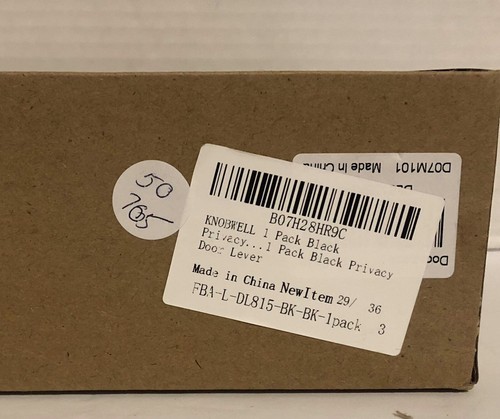 50
765
B07H28HR9C
KNOBWELL 1 Pack Black
Privacy...1 Pack Black Privacy
Door Lever
Made in China NewItem 29/ 36
FBA-L-DL815-BK-BK-1pack 3
D07M101
Made In China
Doo